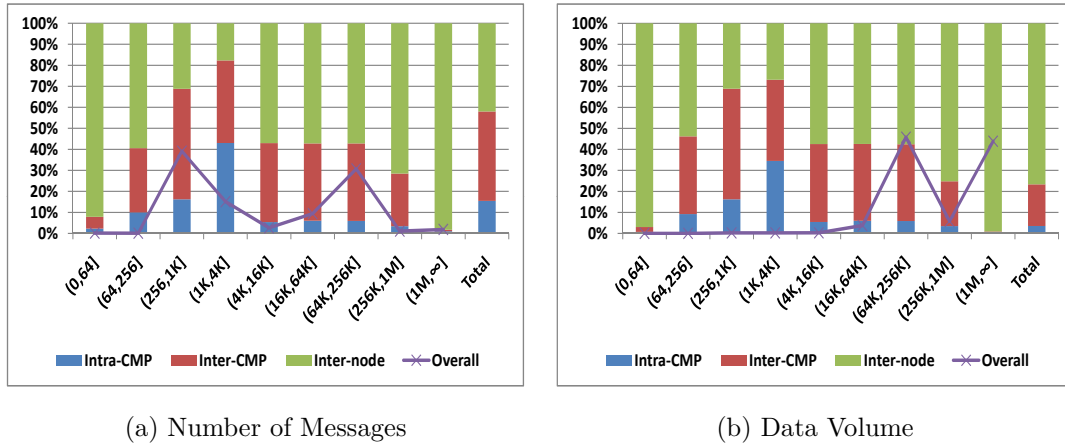 100%
90%
80%
70%
60%
50%
40%
30%
20%
10%
0%
(0,64]
(64,256]
(256,1K]
(1K,4K]
(4K,16K]
(16K,64K]
(64K,256K]
(256K,1M]
(1M,∞]
Total
Intra-CMP Inter-CMP Inter-node Overall
(a) Number of Messages
100%
90%
80%
70%
60%
50%
40%
30%
20%
10%
0%
(0,64]
(64,256]
(256,1K]
(1K,4K]
(4K,16K]
(16K,64K]
(64K,256K]
(256K,1M]
(1M,∞]
Total
Intra-CMP Inter-CMP Inter-node Overall
(b) Data Volume